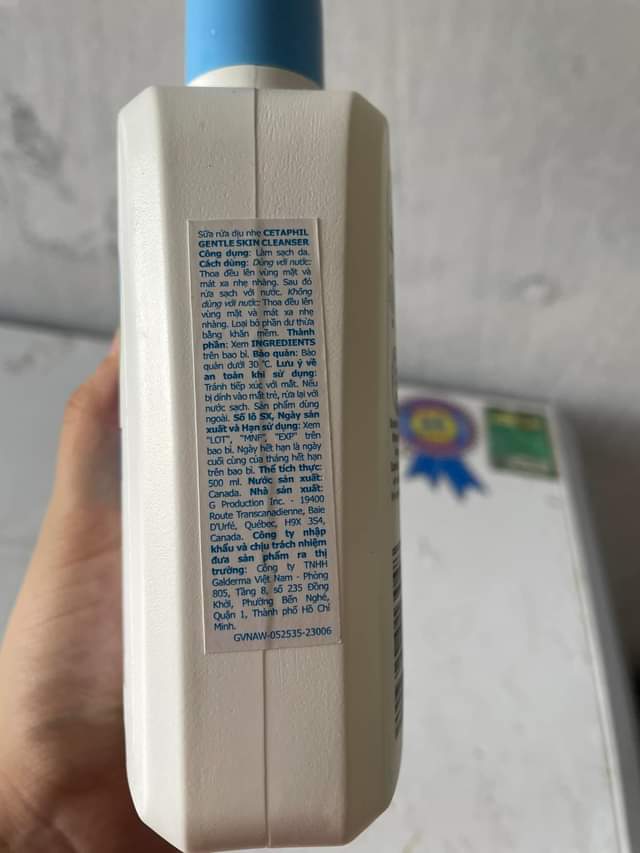 Sữa rửa dịu nhẹ CETAPHIL
GENTLE SKIN CLEANSER
Công dụng: Làm sạch da.
Cách dùng: Dùng với nước:
Thoa đều lên vùng mặt và
mát xa nhẹ nhàng. Sau đó
rửa sạch với nước. Không
dùng với nước: Thoa đều lên
vùng mặt và mát xa nhẹ
nhàng. Loại bỏ phần dư thừa
bằng khăn mềm. Thành
phần: Xem INGREDIENTS
trên bao bì. Bảo quản: Bảo
quản dưới 30 °C. Lưu ý về
an toàn khi sử dụng:
Tránh tiếp xúc với mắt. Nếu
bị dính vào mắt trẻ, rửa lại với
nước sạch. Sản phẩm dùng
ngoài. Số lô SX, Ngày sản
xuất và Hạn sử dụng: Xem
"LOT", "MNF", "EXP" trên
bao bì. Ngày hết hạn là ngày
cuối cùng của tháng hết hạn
trên bao bì. Thể tích thực:
500 ml. Nước sản xuất:
Canada. Nhà sản xuất:
G Production Inc. - 19400
Route Transcanadienne, Baie
D'Urfé, Québec, H9X 3S4,
Canada. Công ty nhập
khẩu và chịu trách nhiệm
đưa sản phẩm ra thị
trường: Công ty TNHH
Galderma Việt Nam - Phòng
805, Tầng 8, số 235 Đồng
Khởi, Phường Bến Nghé,
Quận 1, Thành phố Hồ Chí
Minh.
GVNAW-052535-23006